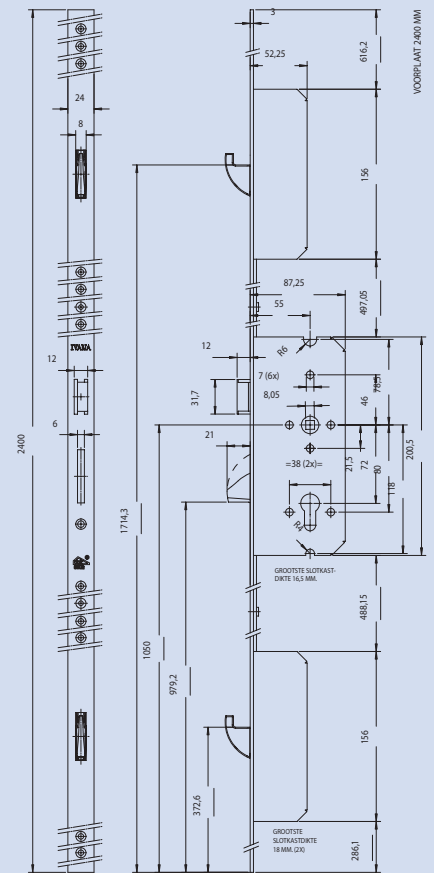 3
616,2
VOORPLAAT 2400 MM
52,25
24
8
156
87,25
55
497,05
IVANA
12
12
R6
7 (6x)
78,5
31,7
8,05
46
6
2400
21
=38 (2x)=
21,5
72
80
118
200,5
1714,3
R4
GROOTSTE SLOTKAST-
DIKTE 16,5 MM.
488,15
1050
979,2
156
372,6
GROOTSTE
SLOTKASTDIKTE
18 MM. (2X)
286,1